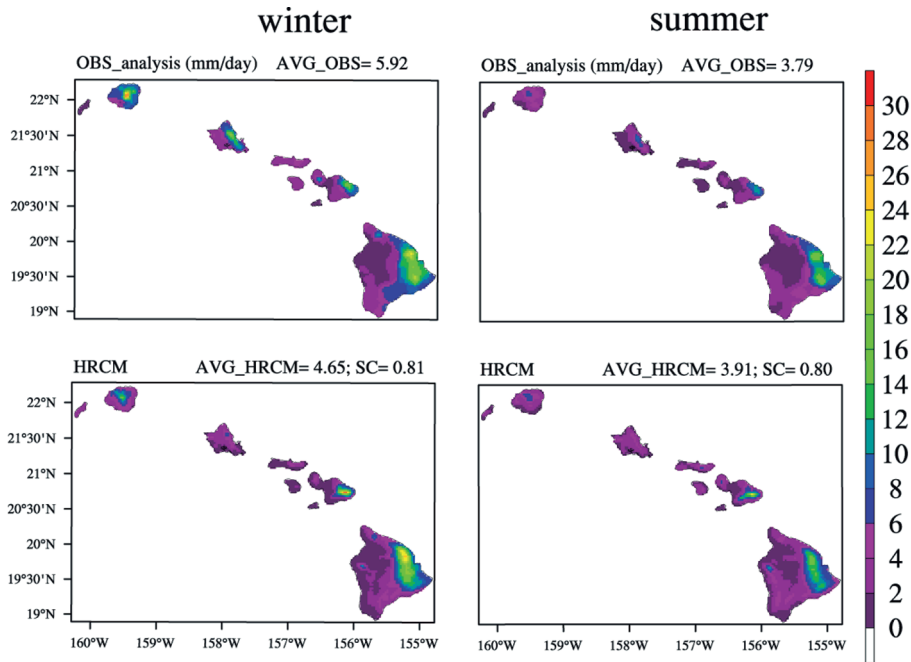 winter
summer
OBS_analysis (mm/day) AVG_OBS= 5.92
OBS_analysis (mm/day) AVG_OBS= 3.79
22°N
21°30'N
21°N
20°30'N
20°N
19°30'N
19°N
HRCM AVG_HRCM= 4.65; SC= 0.81
HRCM AVG_HRCM= 3.91; SC= 0.80
22°N
21°30'N
21°N
20°30'N
20°N
19°30'N
19°N
160°W 159°W 158°W 157°W 156°W 155°W
160°W 159°W 158°W 157°W 156°W 155°W
30
28
26
24
22
20
18
16
14
12
10
8
6
4
2
0